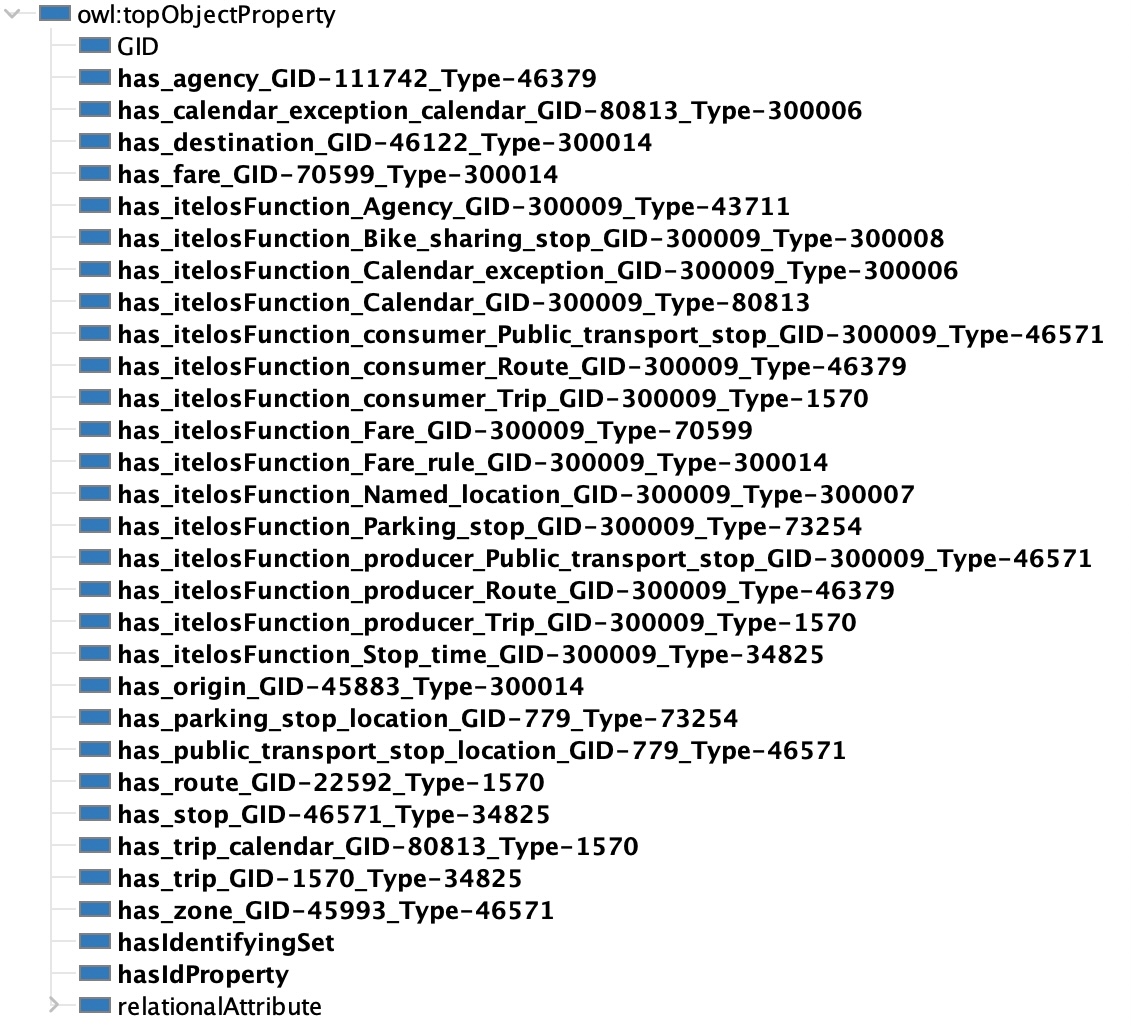 owl:topObjectProperty
GID
has_agency_GID-111742_Type-46379
has_calendar_exception_calendar_GID-80813_Type-300006
has_destination_GID-46122_Type-300014
has_fare_GID-70599_Type-300014
has_itelosFunction_Agency_GID-300009_Type-43711
has_itelosFunction_Bike_sharing_stop_GID-300009_Type-300008
has_itelosFunction_Calendar_exception_GID-300009_Type-300006
has_itelosFunction_Calendar_GID-300009_Type-80813
has_itelosFunction_consumer_Public_transport_stop_GID-300009_Type-46571
has_itelosFunction_consumer_Route_GID-300009_Type-46379
has_itelosFunction_consumer_Trip_GID-300009_Type-1570
has_itelosFunction_Fare_GID-300009_Type-70599
has_itelosFunction_Fare_rule_GID-300009_Type-300014
has_itelosFunction_Named_location_GID-300009_Type-300007
has_itelosFunction_Parking_stop_GID-300009_Type-73254
has_itelosFunction_producer_Public_transport_stop_GID-300009_Type-46571
has_itelosFunction_producer_Route_GID-300009_Type-46379
has_itelosFunction_producer_Trip_GID-300009_Type-1570
has_itelosFunction_Stop_time_GID-300009_Type-34825
has_origin_GID-45883_Type-300014
has_parking_stop_location_GID-779_Type-73254
has_public_transport_stop_location_GID-779_Type-46571
has_route_GID-22592_Type-1570
has_stop_GID-46571_Type-34825
has_trip_calendar_GID-80813_Type-1570
has_trip_GID-1570_Type-34825
has_zone_GID-45993_Type-46571
hasIdentifyingSet
hasIdProperty
relationalAttribute